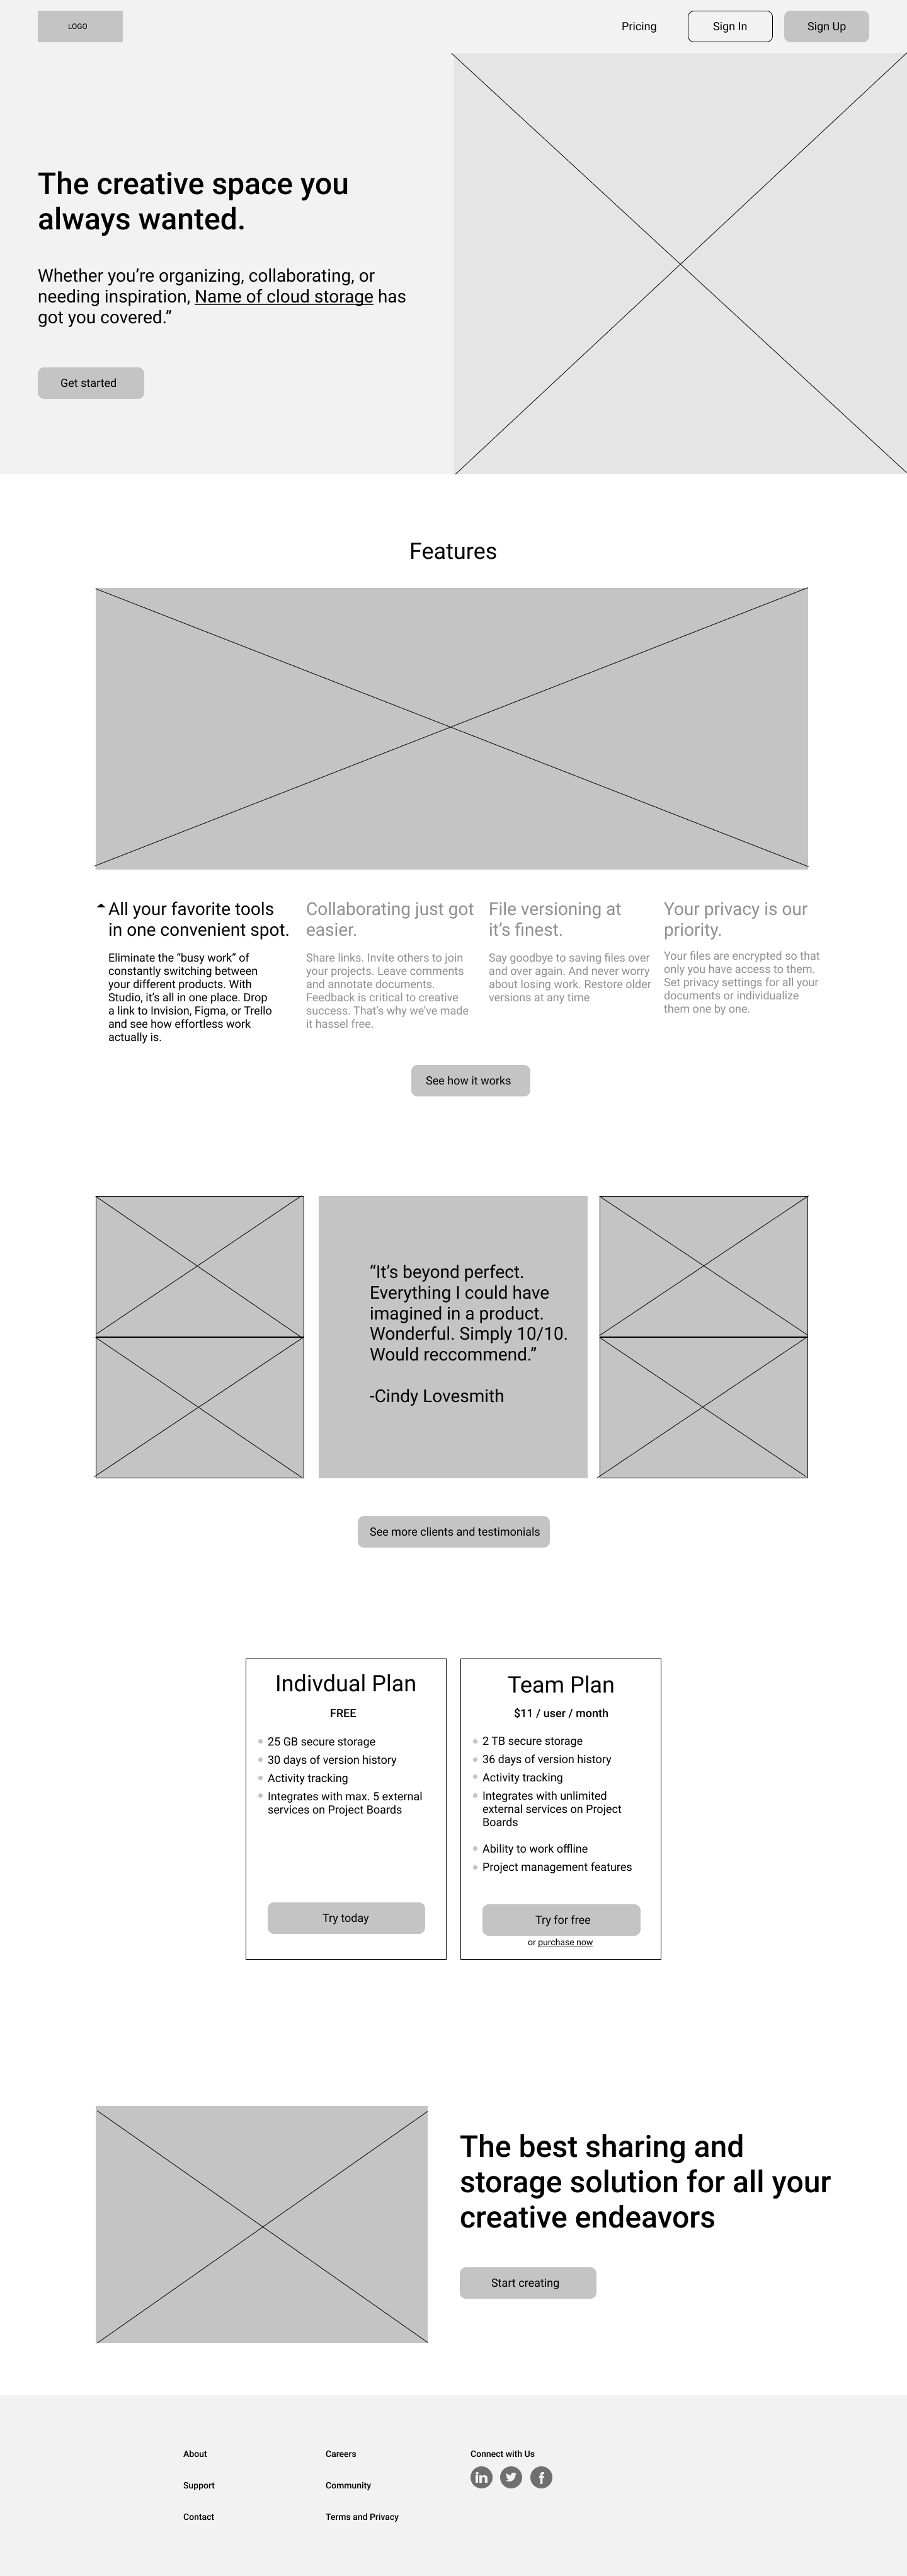 LOGO
Pricing
Sign In
Sign Up
The creative space you
always wanted.
Whether you’re organizing, collaborating, or
needing inspiration, Name of cloud storage has
got you covered.”
Get started
Features
All your favorite tools
in one convenient spot.
Eliminate the “busy work” of
constantly switching between
your different products. With
Studio, it’s all in one place. Drop
a link to Invision, Figma, or Trello
and see how effortless work
actually is.
Collaborating just got
easier.
Share links. Invite others to join
your projects. Leave comments
and annotate documents.
Feedback is critical to creative
success. That’s why we’ve made
it hassel free.
File versioning at
it’s finest.
Say goodbye to saving files over
and over again. And never worry
about losing work. Restore older
versions at any time
Your privacy is our
priority.
Your files are encrypted so that
only you have access to them.
Set privacy settings for all your
documents or individualize
them one by one.
See how it works
“It’s beyond perfect.
Everything I could have
imagined in a product.
Wonderful. Simply 10/10.
Would reccommend.”
-Cindy Lovesmith
See more clients and testimonials
Indivdual Plan
FREE
25 GB secure storage
30 days of version history
Activity tracking
Integrates with max. 5 external
services on Project Boards
Try today
Team Plan
$11 / user / month
2 TB secure storage
36 days of version history
Activity tracking
Integrates with unlimited
external services on Project
Boards
Ability to work offline
Project management features
Try for free
or purchase now
The best sharing and
storage solution for all your
creative endeavors
Start creating
About
Support
Contact
Careers
Community
Terms and Privacy
Connect with Us